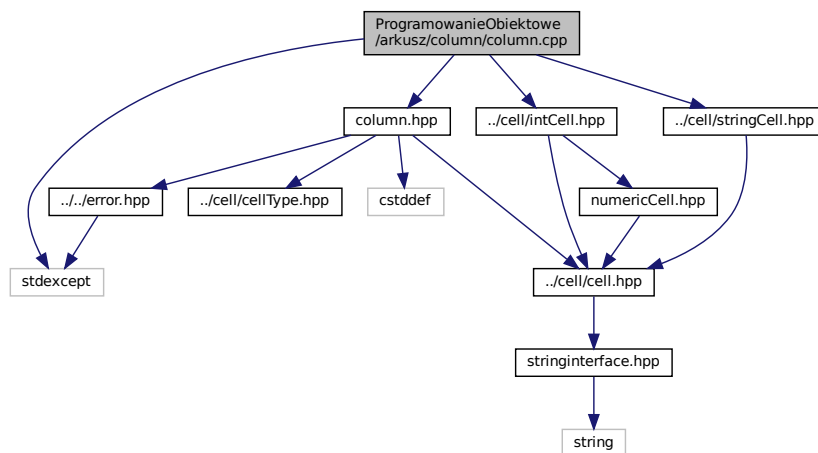 ProgramowanieObiektowe
/arkusz/column/column.cpp
column.hpp
../cell/intCell.hpp
../cell/stringCell.hpp
../../error.hpp
../cell/cellType.hpp
cstddef
numericCell.hpp
stdexcept
../cell/cell.hpp
stringinterface.hpp
string